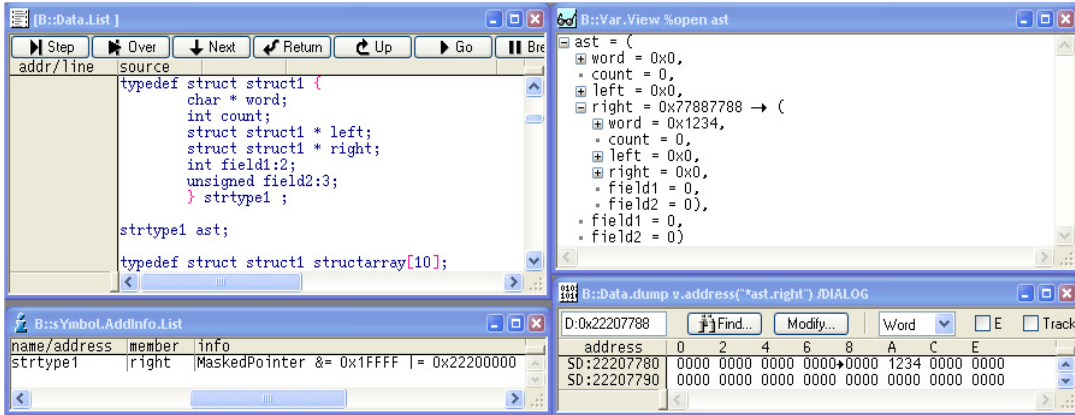 [B::Data.List ]
Step Over Next Return Up Go Bre
addr/line source
typedef struct struct1 {
char * word;
int count;
struct struct1 * left;
struct struct1 * right;
int field1:2;
unsigned field2:3;
} strtype1 ;
strtype1 ast;
typedef struct struct1 structarray[10];
B::Var.View %open ast
ast = (
word = 0x0,
count = 0,
left = 0x0,
right = 0x77887788 → (
word = 0x1234,
count = 0,
left = 0x0,
right = 0x0,
field1 = 0,
field2 = 0),
field1 = 0,
field2 = 0)
B::sYmbol.AddInfo.List
name/address member info
strtype1 right MaskedPointer &= 0x1FFFF |= 0x22200000
B::Data.dump v.address("*ast.right") /DIALOG
D:0x22207788 Find... Modify... Word E Track
address 0 2 4 6 8 A C E
SD:22207780 0000 0000 0000 0000→0000 1234 0000 0000
SD:22207790 0000 0000 0000 0000 0000 0000 0000 0000